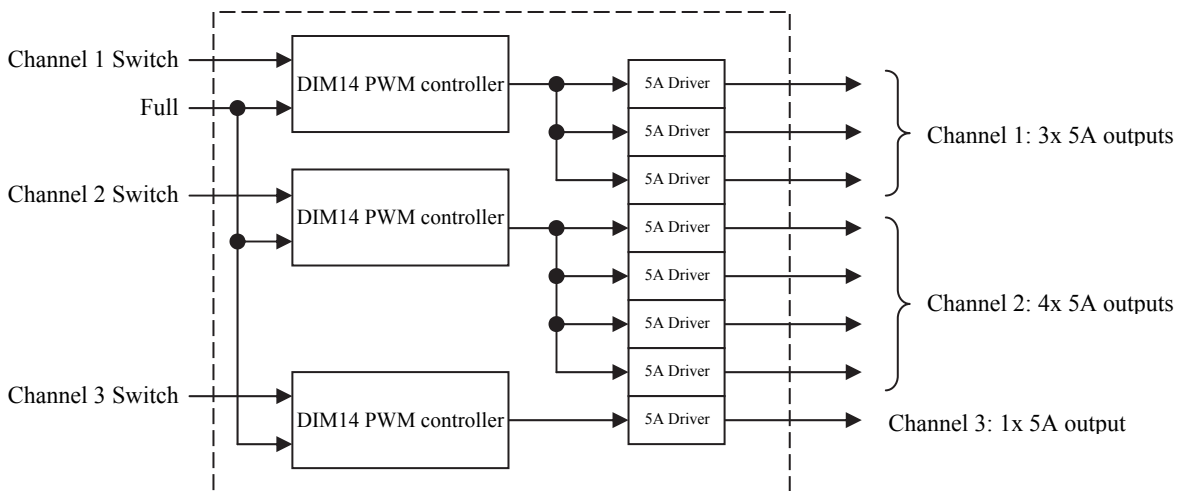 Channel 1 Switch
Full
DIM14 PWM controller
5A Driver
5A Driver
5A Driver
Channel 1: 3x 5A outputs
Channel 2 Switch
DIM14 PWM controller
5A Driver
5A Driver
5A Driver
5A Driver
Channel 2: 4x 5A outputs
Channel 3 Switch
DIM14 PWM controller
5A Driver
Channel 3: 1x 5A output